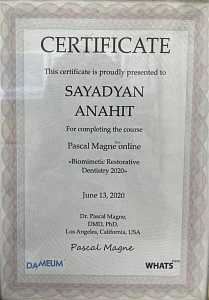 CERTIFICATE
This certificate is proudly presented to
SAYADYAN
ANAHIT
For completing the course
Pascal Magne online
«Biomimetic Restorative
Dentistry 2020»
June 13, 2020
Dr. Pascal Magne,
DMD, PhD,
Los Angeles, California, USA
Pascal Magne
DAMEUM
WHATS